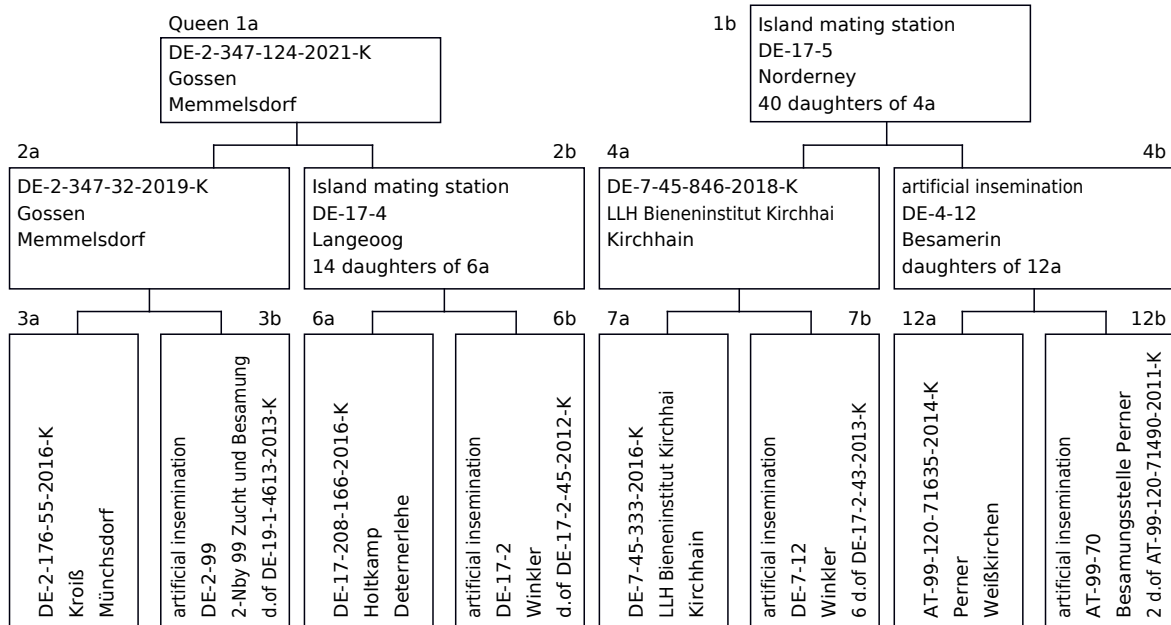 Queen 1a
DE-2-347-124-2021-K
Gossen
Memmelsdorf
1b
Island mating station
DE-17-5
Norderney
40 daughters of 4a
2a
DE-2-347-32-2019-K
Gossen
Memmelsdorf
2b
Island mating station
DE-17-4
Langeoog
14 daughters of 6a
4a
DE-7-45-846-2018-K
LLH Bieneninstitut Kirchhai
Kirchhain
4b
artificial insemination
DE-4-12
Besamerin
daughters of 12a
3a
DE-2-176-55-2016-K
Kroiß
Münchsdorf
3b
artificial insemination
DE-2-99
2-Nby 99 Zucht und Besamung
d.of DE-19-1-4613-2013-K
6a
DE-17-208-166-2016-K
Holtkamp
Deternerlehe
6b
artificial insemination
DE-17-2
Winkler
d.of DE-17-2-45-2012-K
7a
DE-7-45-333-2016-K
LLH Bieneninstitut Kirchhai
Kirchhain
7b
artificial insemination
DE-7-12
Winkler
6 d.of DE-17-2-43-2013-K
12a
AT-99-120-71635-2014-K
Perner
Weißkirchen
12b
artificial insemination
AT-99-70
Besamungsstelle Perner
2 d.of AT-99-120-71490-2011-K